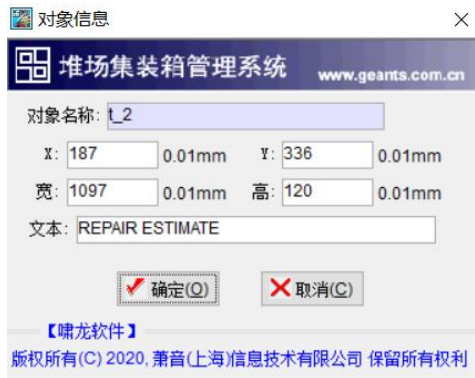 对象信息
堆场集装箱管理系统 www.geants.com.cn
对象名称: t_2
X: 187 0.01mm Y: 336 0.01mm
宽: 1097 0.01mm 高: 120 0.01mm
文本: REPAIR ESTIMATE
确定(O) 取消(C)
【啸龙软件】
版权所有(C) 2020, 萧音(上海)信息技术有限公司 保留所有权利